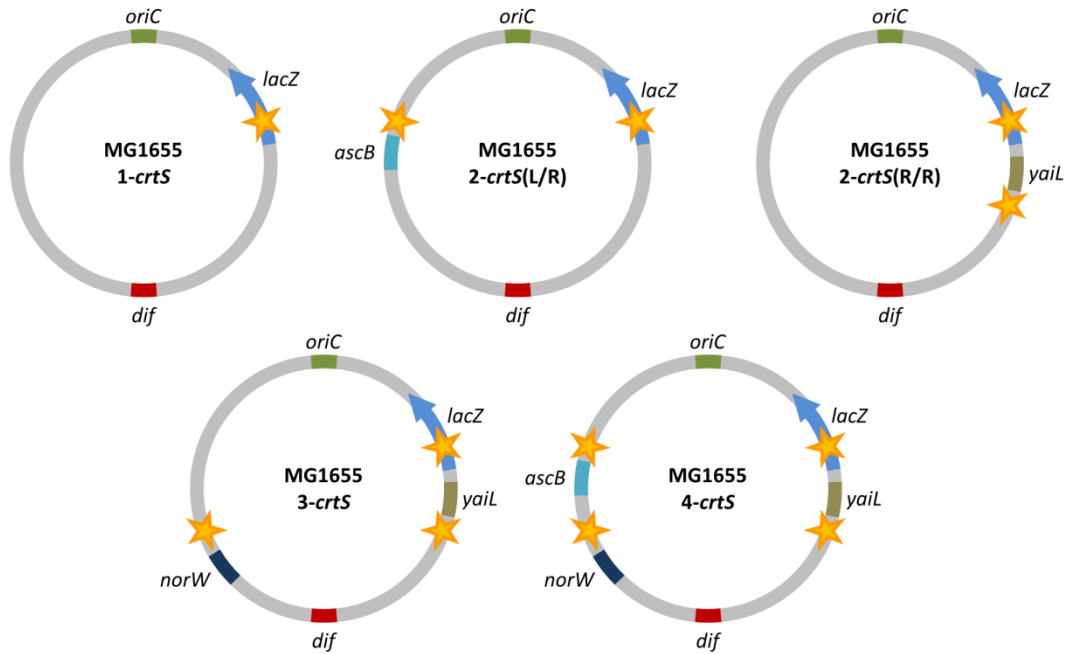 oriC
lacZ
MG1655
1-crtS
dif
oriC
lacZ
ascB
MG1655
2-crtS(L/R)
dif
oriC
lacZ
MG1655
2-crtS(R/R)
yaiL
dif
oriC
lacZ
MG1655
3-crtS
yaiL
norW
dif
oriC
lacZ
ascB
MG1655
4-crtS
yaiL
norW
dif